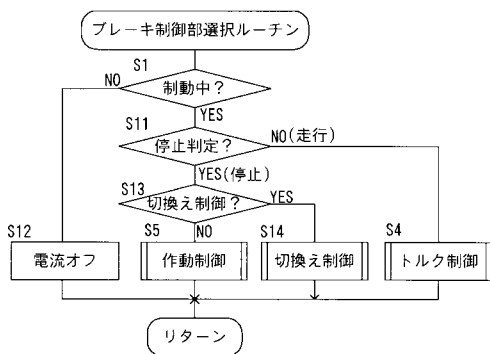 ブレーキ制御部選択ルーチン
S1
NO
制動中?
YES
S11
NO(走行)
停止判定?
YES(停止)
S13
切換え制御?
YES
NO
S12
電流オフ
S5
作動制御
S14
切換え制御
S4
トルク制御
リターン